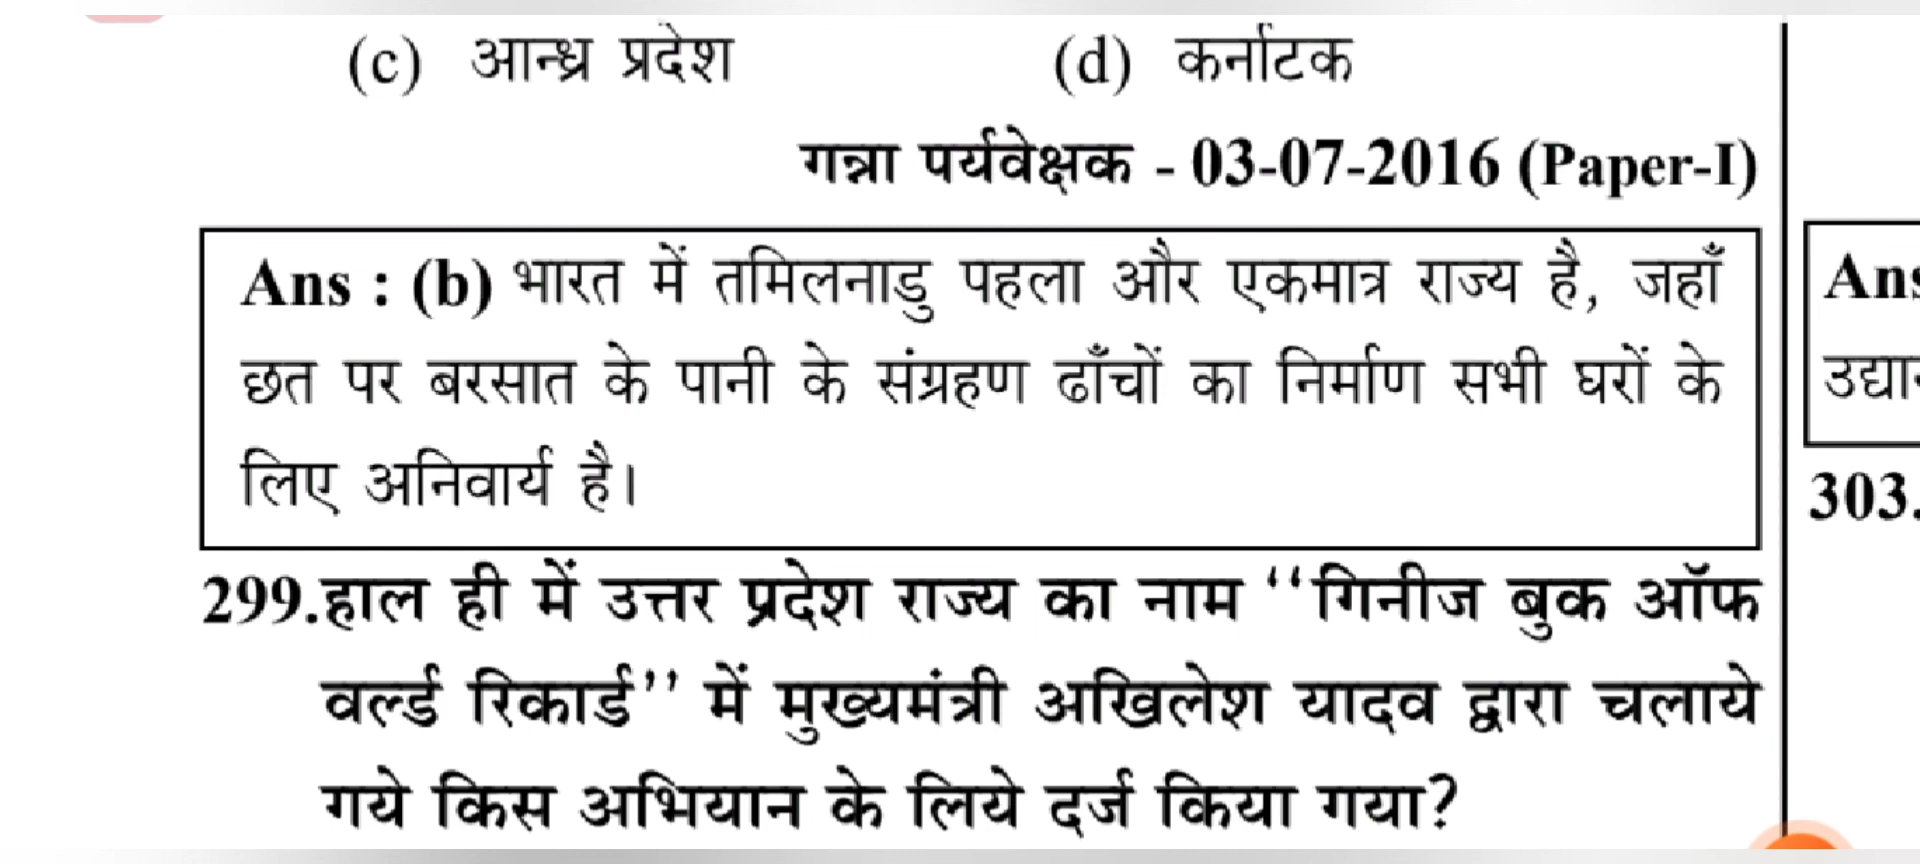 (c) आन्ध्र प्रदेश (d) कर्नाटक
गन्ना पर्यवेक्षक - 03-07-2016 (Paper-I)
Ans : (b) भारत में तमिलनाडु पहला और एकमात्र राज्य है, जहाँ
छत पर बरसात के पानी के संग्रहण ढाँचों का निर्माण सभी घरों के
लिए अनिवार्य है।
299.हाल ही में उत्तर प्रदेश राज्य का नाम ‘‘गिनीज बुक ऑफ
वर्ल्ड रिकार्ड’’ में मुख्यमंत्री अखिलेश यादव द्वारा चलाये
गये किस अभियान के लिये दर्ज किया गया?
Ans
303.